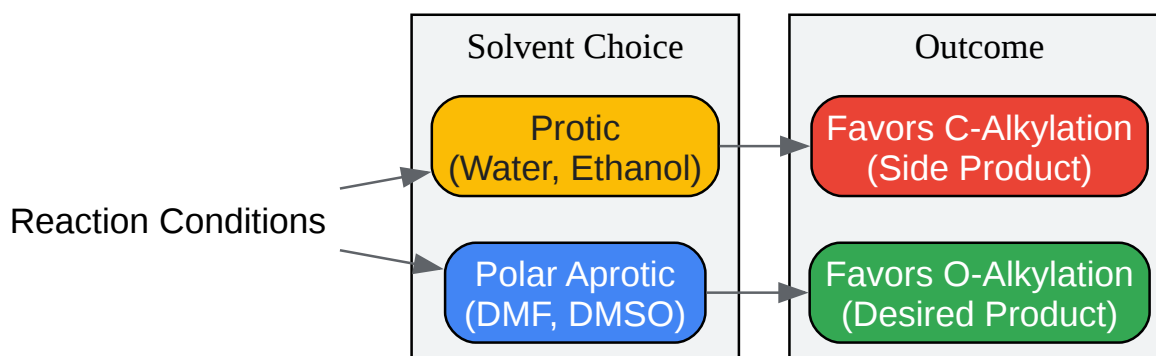 Solvent Choice
Outcome
Protic
(Water, Ethanol)
Favors C-Alkylation
(Side Product)
Reaction Conditions
Polar Aprotic
(DMF, DMSO)
Favors O-Alkylation
(Desired Product)